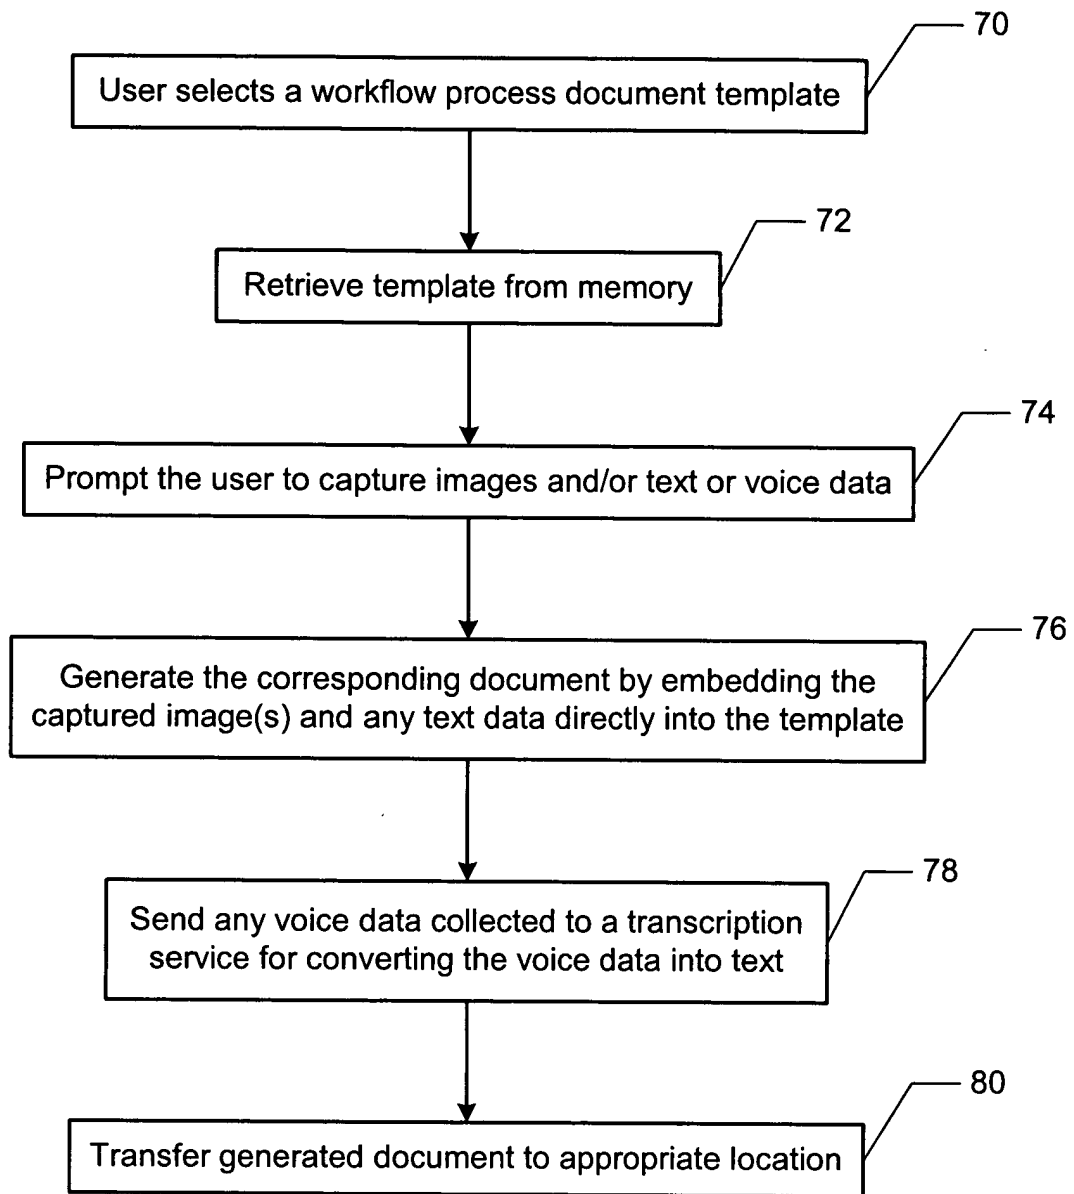 70
User selects a workflow process document template
72
Retrieve template from memory
74
Prompt the user to capture images and/or text or voice data
76
Generate the corresponding document by embedding the
captured image(s) and any text data directly into the template
78
Send any voice data collected to a transcription
service for converting the voice data into text
80
Transfer generated document to appropriate location